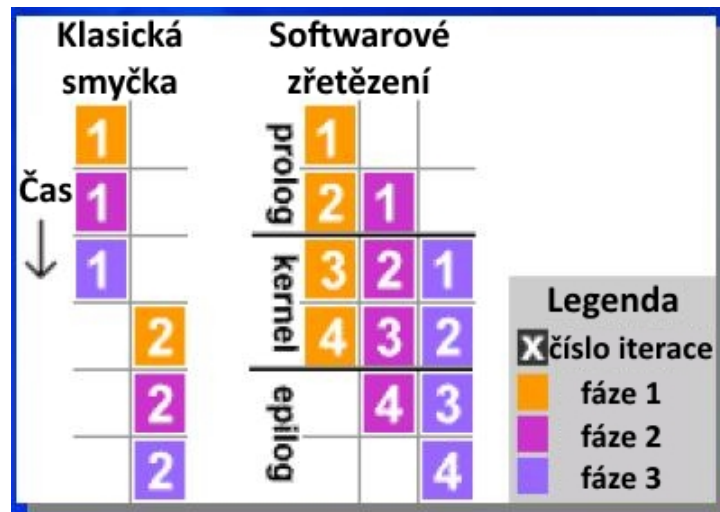 Klasická
smyčka
Softwarové
zřetězení
Čas
1
1
1
2
2
2
prolog
1
2 1
kernel
3 2 1
4 3 2
epilog
4 3
4
Legenda
X číslo iterace
fáze 1
fáze 2
fáze 3